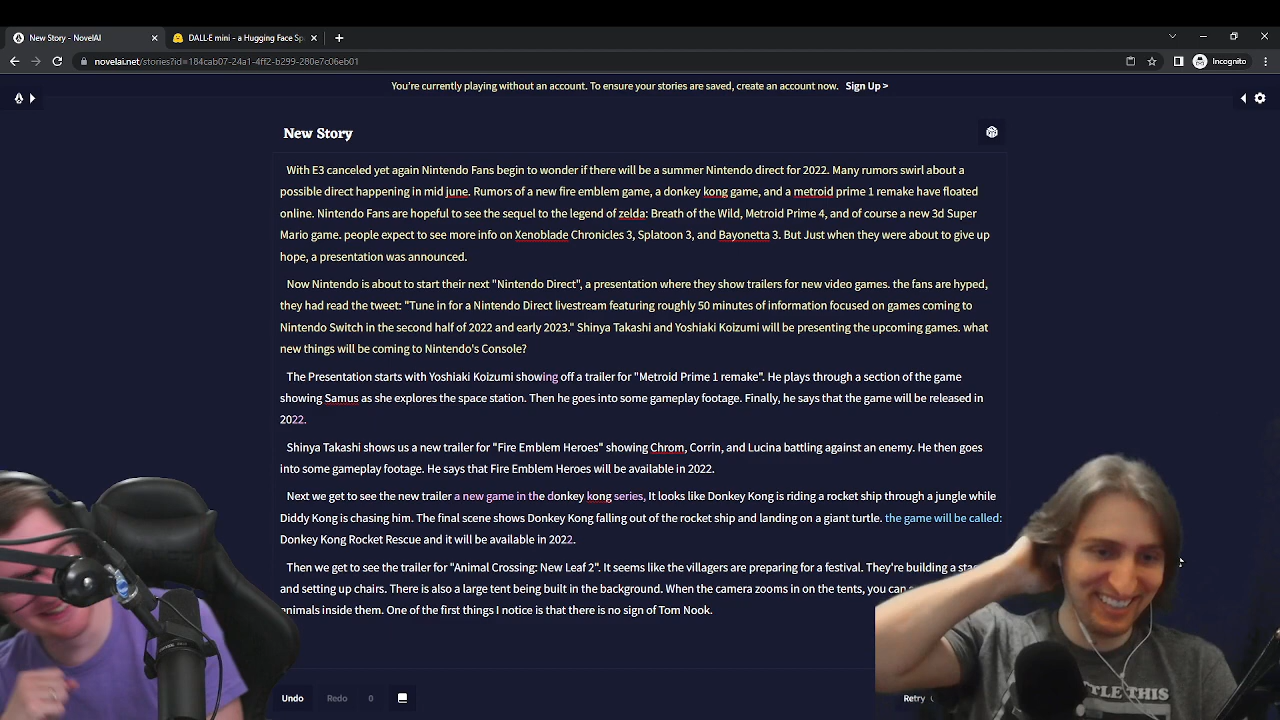 New Story - NovelAI
DALL·E mini - a Hugging Face Sp
novelai.net/stories?id=184cab07-24a1-4ff2-b299-280e7c06eb01
Incognito
You're currently playing without an account. To ensure your stories are saved, create an account now. Sign Up >
New Story
With E3 canceled yet again Nintendo Fans begin to wonder if there will be a summer Nintendo direct for 2022. Many rumors swirl about a
possible direct happening in mid june. Rumors of a new fire emblem game, a donkey kong game, and a metroid prime 1 remake have floated
online. Nintendo Fans are hopeful to see the sequel to the legend of zelda: Breath of the Wild, Metroid Prime 4, and of course a new 3d Super
Mario game. people expect to see more info on Xenoblade Chronicles 3, Splatoon 3, and Bayonetta 3. But Just when they were about to give up
hope, a presentation was announced.
Now Nintendo is about to start their next "Nintendo Direct", a presentation where they show trailers for new video games. the fans are hyped,
they had read the tweet: "Tune in for a Nintendo Direct livestream featuring roughly 50 minutes of information focused on games coming to
Nintendo Switch in the second half of 2022 and early 2023." Shinya Takashi and Yoshiaki Koizumi will be presenting the upcoming games. what
new things will be coming to Nintendo's Console?
The Presentation starts with Yoshiaki Koizumi showing off a trailer for "Metroid Prime 1 remake". He plays through a section of the game
showing Samus as she explores the space station. Then he goes into some gameplay footage. Finally, he says that the game will be released in
2022.
Shinya Takashi shows us a new trailer for "Fire Emblem Heroes" showing Chrom, Corrin, and Lucina battling against an enemy. He then goes
into some gameplay footage. He says that Fire Emblem Heroes will be available in 2022.
Next we get to see the new trailer a new game in the donkey kong series, It looks like Donkey Kong is riding a rocket ship through a jungle while
Diddy Kong is chasing him. The final scene shows Donkey Kong falling out of the rocket ship and landing on a giant turtle. the game will be called:
Donkey Kong Rocket Rescue and it will be available in 2022.
Then we get to see the trailer for "Animal Crossing: New Leaf 2". It seems like the villagers are preparing for a festival. They're building a
and setting up chairs. There is also a large tent being built in the background. When the camera zooms in on the tents, you can
animals inside them. One of the first things I notice is that there is no sign of Tom Nook.
Undo
Redo
0
Retry
TLE THIS